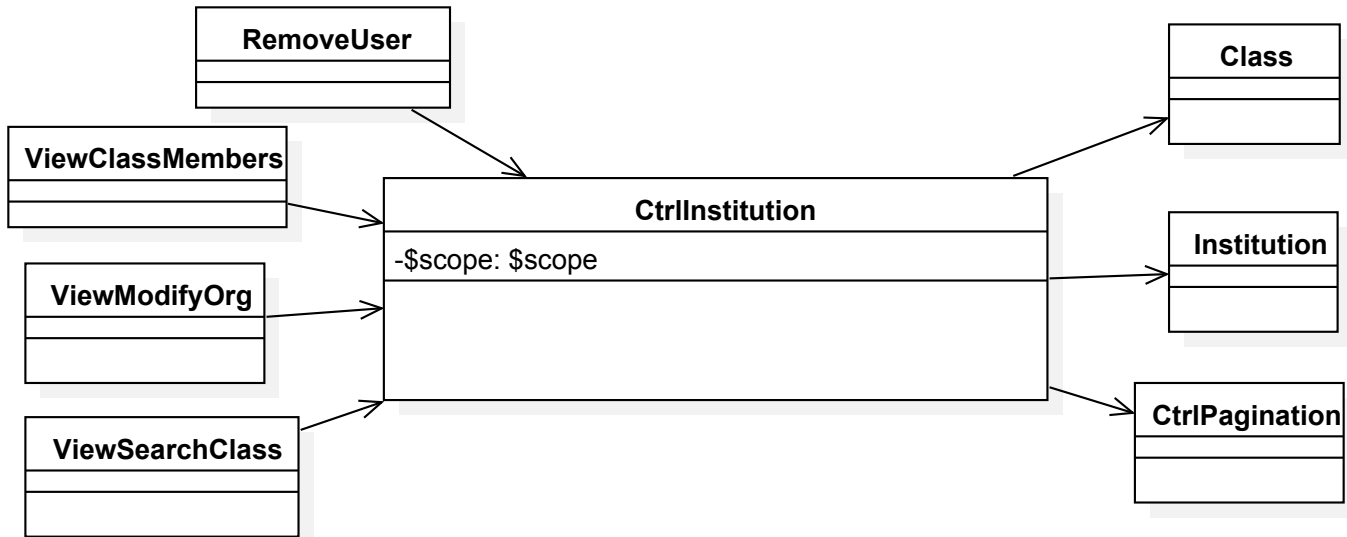 RemoveUser
Class
ViewClassMembers
CtrlInstitution
-$scope: $scope
Institution
ViewModifyOrg
CtrlPagination
ViewSearchClass